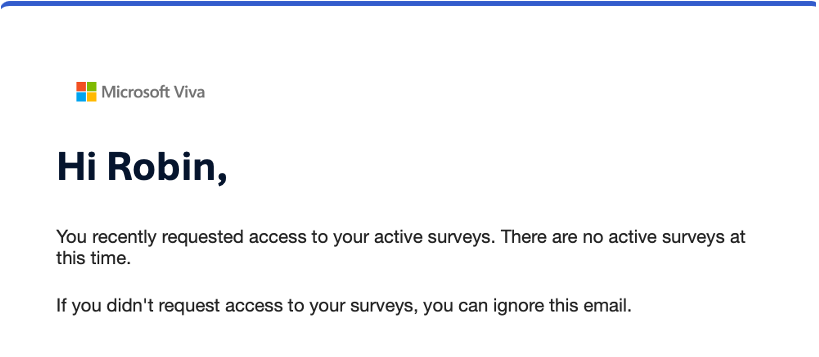 Microsoft Viva
Hi Robin,
You recently requested access to your active surveys. There are no active surveys at
this time.
If you didn't request access to your surveys, you can ignore this email.